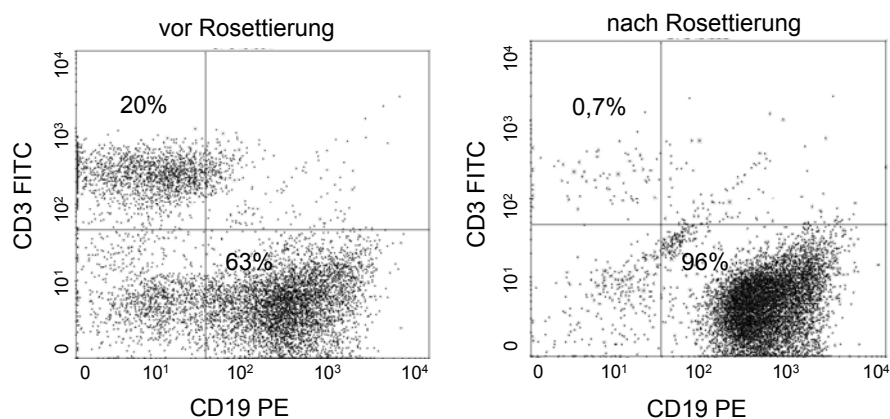 vor Rosettierung
10⁴
20%
10³
CD3 FITC
10²
63%
10¹
0
0 10¹ 10² 10³ 10⁴
CD19 PE
nach Rosettierung
10⁴
0,7%
10³
CD3 FITC
10²
96%
10¹
0
0 10¹ 10² 10³ 10⁴
CD19 PE